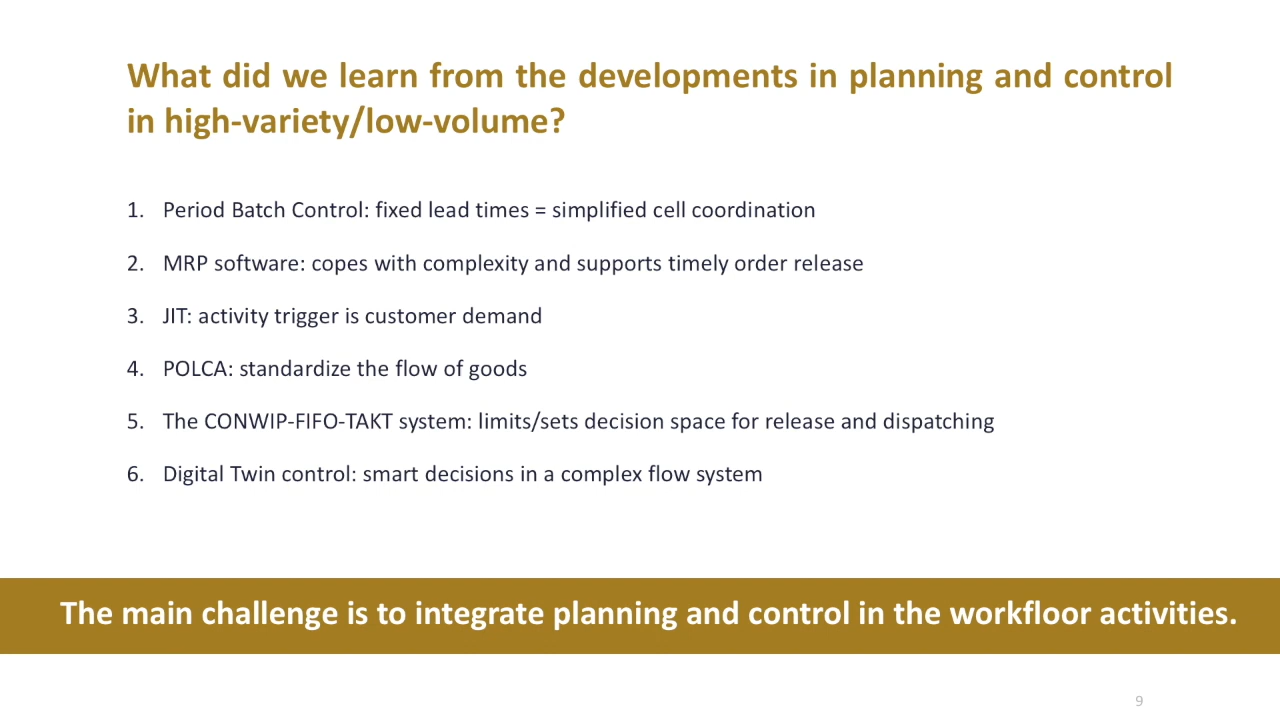 What did we learn from the developments in planning and control
in high-variety/low-volume?
1. Period Batch Control: fixed lead times = simplified cell coordination
2. MRP software: copes with complexity and supports timely order release
3. JIT: activity trigger is customer demand
4. POLCA: standardize the flow of goods
5. The CONWIP-FIFO-TAKT system: limits/sets decision space for release and dispatching
6. Digital Twin control: smart decisions in a complex flow system
The main challenge is to integrate planning and control in the workfloor activities.
9